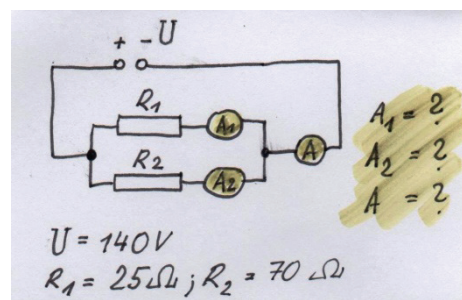 + - U
R1 A1
A
R2 A2
A1 = ?
A2 = ?
A = ?
U = 140V
R1 = 25Ω ; R2 = 70 Ω